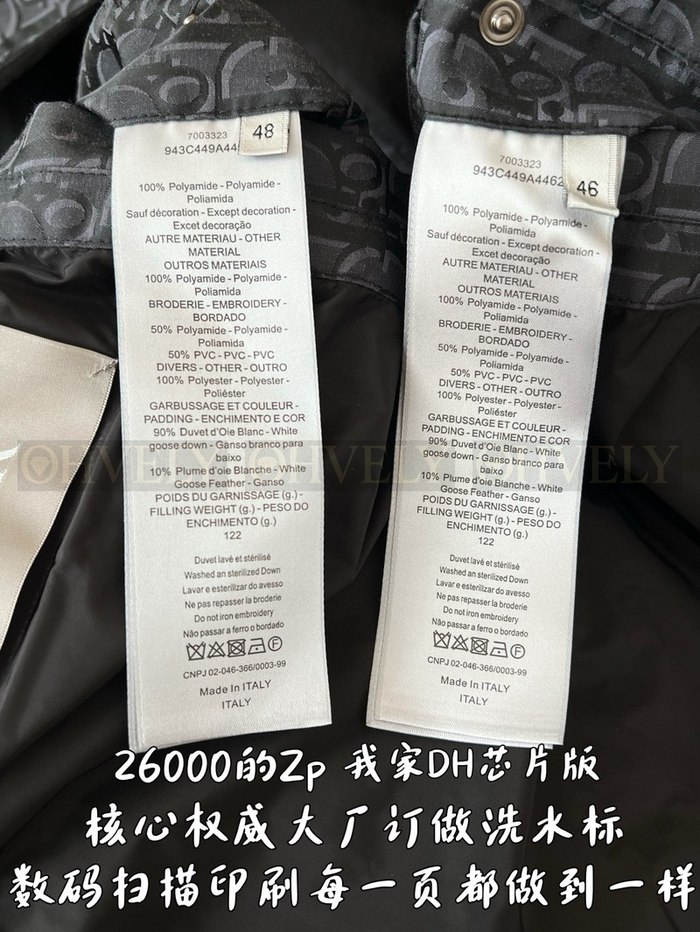 48
7003323
943C449A44
100% Polyamide - Polyamide -
Poliamida
Sauf décoration - Except decoration -
Excet decoração
AUTRE MATERIAU - OTHER
MATERIAL
OUTROS MATERIAIS
100% Polyamide - Polyamide -
Poliamida
BRODERIE - EMBROIDERY -
BORDADO
50% Polyamide - Polyamide -
Poliamida
50% PVC - PVC - PVC
DIVERS - OTHER - OUTRO
100% Polyester - Polyester -
Poliéster
GARBUSSAGE ET COULEUR -
PADDING - ENCHIMENTO E COR
90% Duvet d'Oie Blanc - White
goose down - Ganso branco para
baixo
10% Plume d'oie Blanche - White
Goose Feather - Ganso
POIDS DU GARNISSAGE (g.) -
FILLING WEIGHT (g.) - PESO DO
ENCHIMENTO (g.)
122
Duvet lavé et stérilisé
Washed an sterilized Down
Lavar e esterilizar do avesso
Ne pas repasser la broderie
Do not iron embroidery
Não passar a ferro o bordado
CNPJ 02-046-366/0003-99
Made In ITALY
ITALY
46
7003323
943C449A4462
100% Polyamide - Polyamide -
Poliamida
Sauf décoration - Except decoration -
Excet decoração
AUTRE MATERIAU - OTHER
MATERIAL
OUTROS MATERIAIS
100% Polyamide - Polyamide -
Poliamida
BRODERIE - EMBROIDERY -
BORDADO
50% Polyamide - Polyamide -
Poliamida
50% PVC - PVC - PVC
DIVERS - OTHER - OUTRO
100% Polyester - Polyester -
Poliéster
GARBUSSAGE ET COULEUR -
PADDING - ENCHIMENTO E COR
90% Duvet d'Oie Blanc - White
goose down - Ganso branco para
baixo
10% Plume d'oie Blanche - White
Goose Feather - Ganso
POIDS DU GARNISSAGE (g.) -
FILLING WEIGHT (g.) - PESO DO
ENCHIMENTO (g.)
122
Duvet lavé et stérilisé
Washed an sterilized Down
Lavar e esterilizar do avesso
Ne pas repasser la broderie
Do not iron embroidery
Não passar a ferro o bordado
CNPJ 02-046-366/0003-99
Made In ITALY
ITALY
26000的Zp 我家DH芯片版
核心权威大厂订做洗水标
数码扫描印刷每一页都做到一样